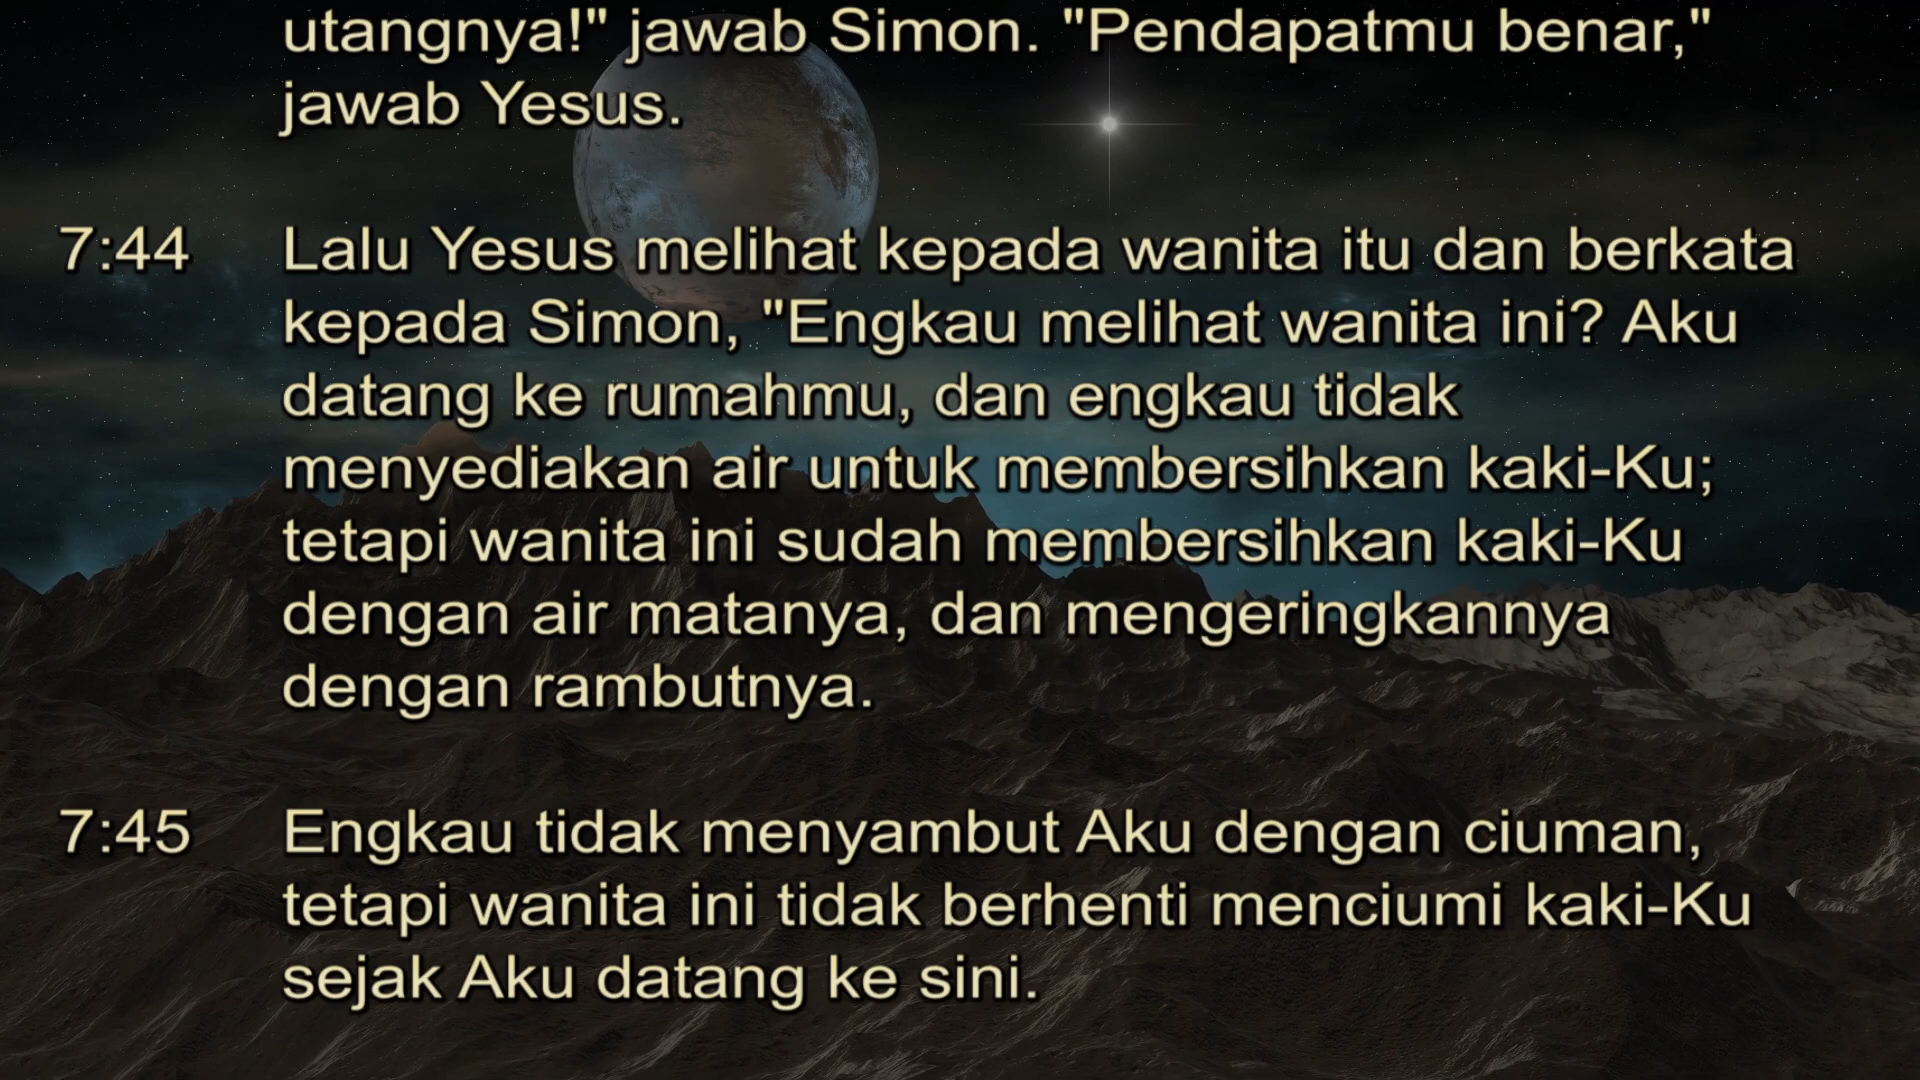 utangnya!" jawab Simon. "Pendapatmu benar,"
jawab Yesus.
7:44 Lalu Yesus melihat kepada wanita itu dan berkata
kepada Simon, "Engkau melihat wanita ini? Aku
datang ke rumahmu, dan engkau tidak
menyediakan air untuk membersihkan kaki-Ku;
tetapi wanita ini sudah membersihkan kaki-Ku
dengan air matanya, dan mengeringkannya
dengan rambutnya.
7:45 Engkau tidak menyambut Aku dengan ciuman,
tetapi wanita ini tidak berhenti menciumi kaki-Ku
sejak Aku datang ke sini.